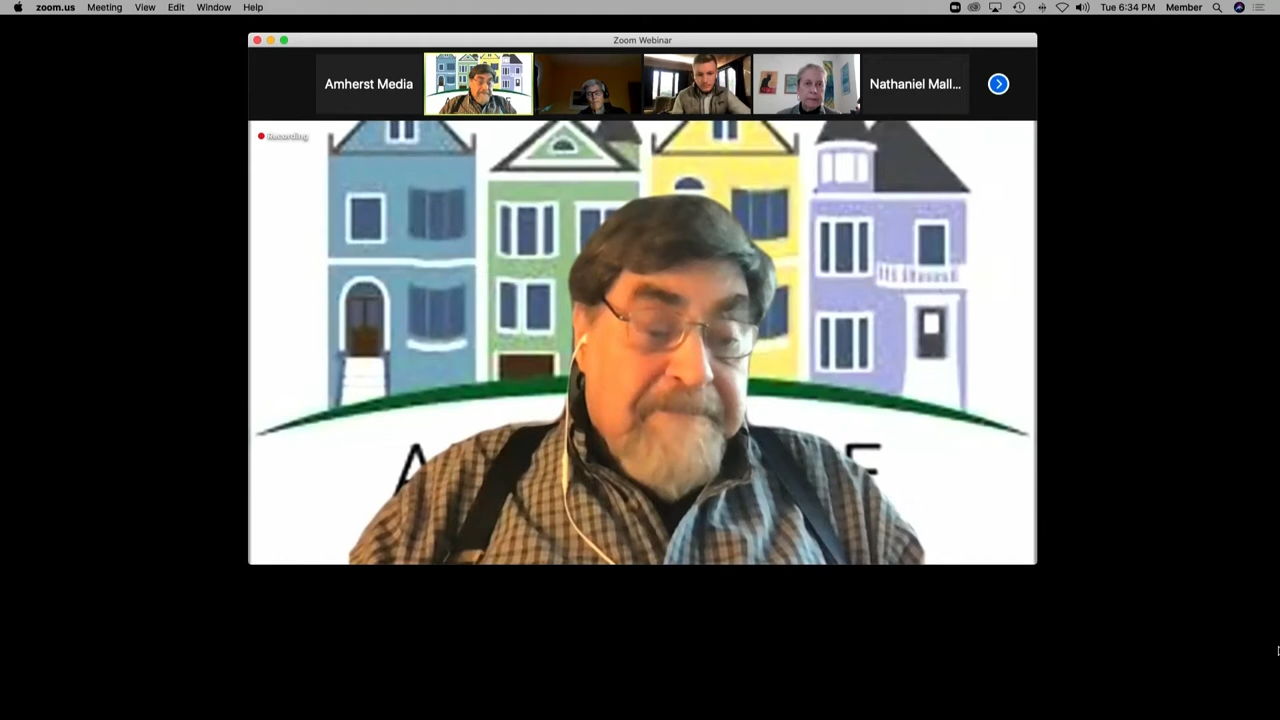 zoom.us Meeting View Edit Window Help Tue 6:34 PM Member
Zoom Webinar
Amherst Media Nathaniel Mall...
Recording
A E